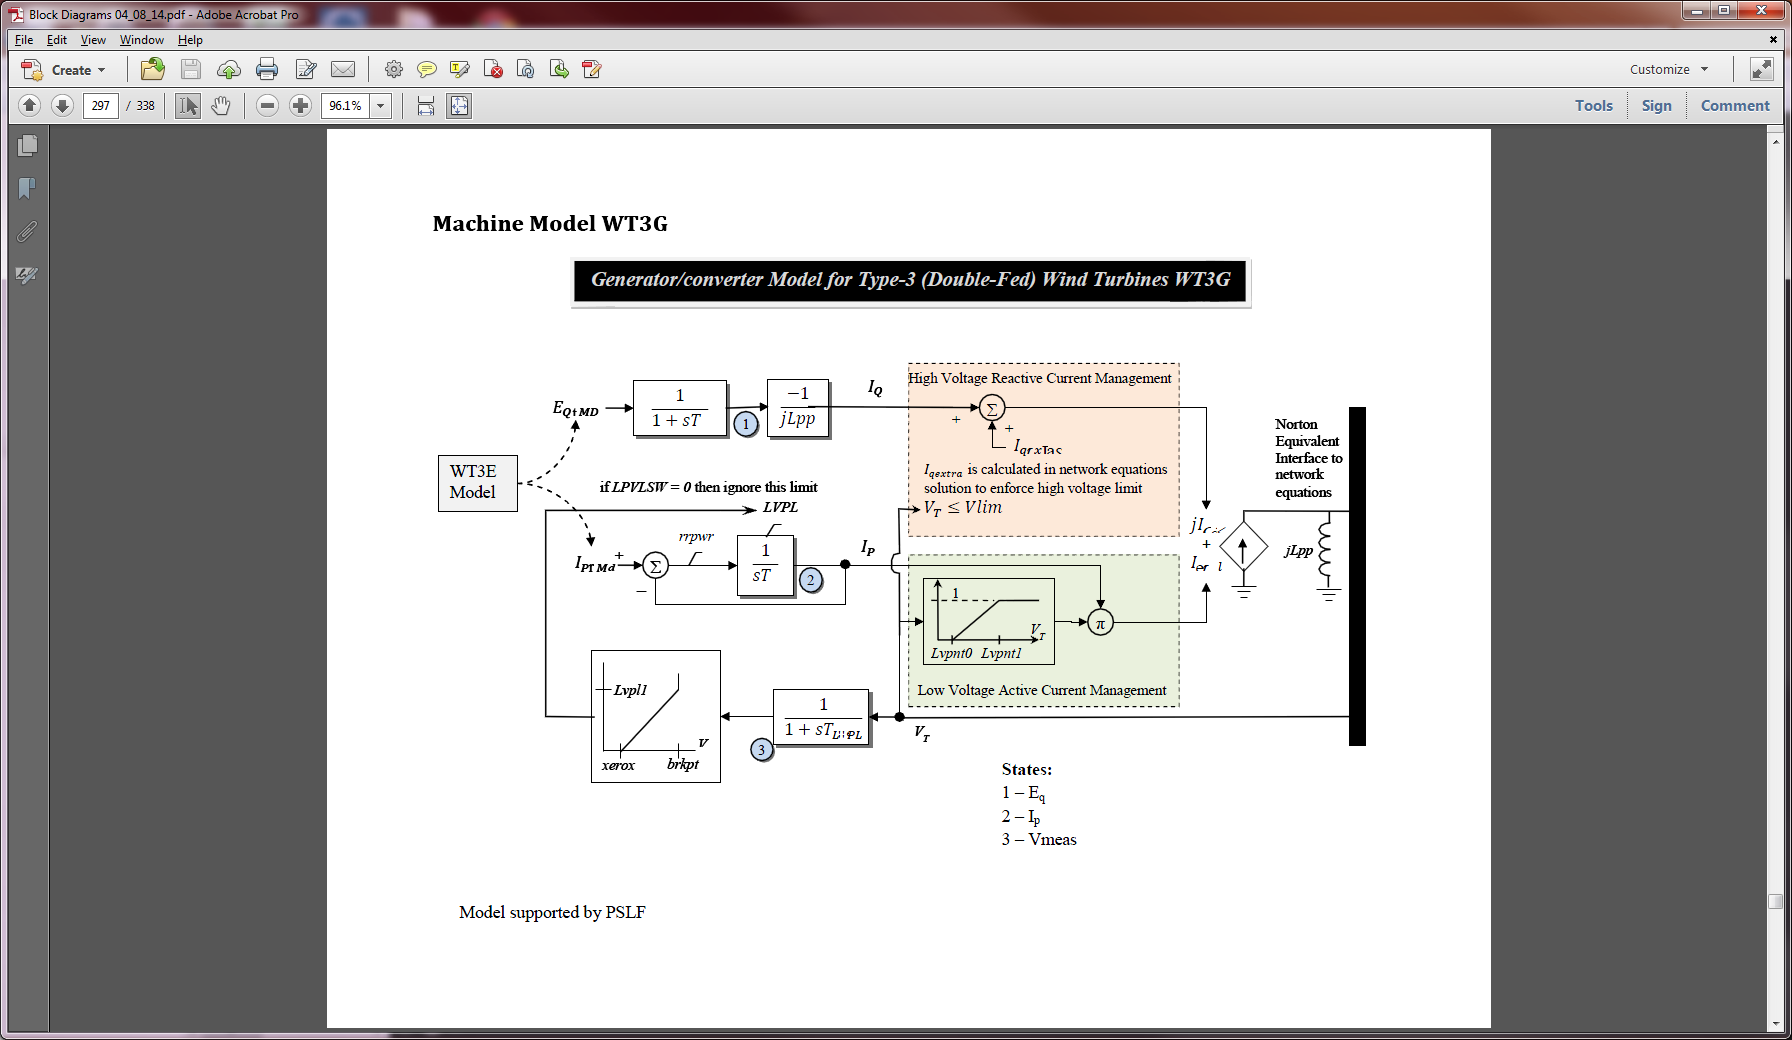 Block Diagrams 04_08_14.pdf - Adobe Acrobat Pro
File Edit View Window Help
Create
Customize
297 / 338
96.1%
Tools Sign Comment
Machine Model WT3G
Generator/converter Model for Type-3 (Double-Fed) Wind Turbines WT3G
High Voltage Reactive Current Management
1
1 + sT
1
−1
jLpp
I_Q
Σ
+
+
I_qextra is calculated in network equations
solution to enforce high voltage limit
V_T ≤ Vlim
Norton
Equivalent
Interface to
network
equations
WT3E
Model
if LPVLSW = 0 then ignore this limit
LVPL
rrpwr
+
Σ
−
1
sT
2
I_P
+
jLpp
1
V_T
Lvpnt0 Lvpnt1
π
Low Voltage Active Current Management
Lvpl1
V
xerox brkpt
3
1
V_T
States:
1 – E_q
2 – I_p
3 – Vmeas
Model supported by PSLF